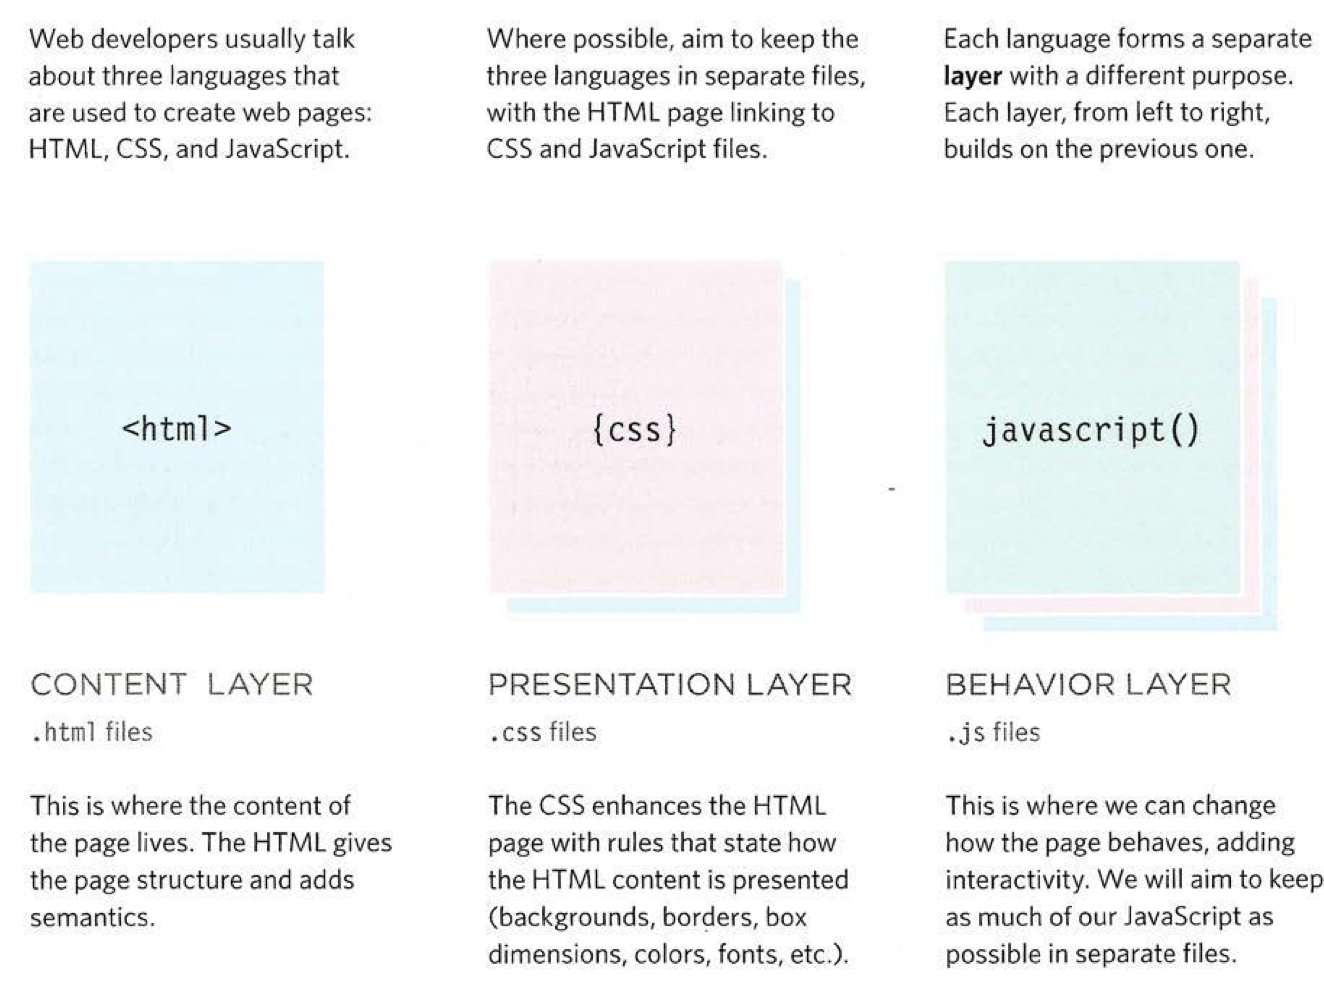 Web developers usually talk
about three languages that
are used to create web pages:
HTML, CSS, and JavaScript.
Where possible, aim to keep the
three languages in separate files,
with the HTML page linking to
CSS and JavaScript files.
Each language forms a separate
layer with a different purpose.
Each layer, from left to right,
builds on the previous one.
<html>
{css}
javascript()
CONTENT LAYER
.html files
This is where the content of
the page lives. The HTML gives
the page structure and adds
semantics.
PRESENTATION LAYER
.css files
The CSS enhances the HTML
page with rules that state how
the HTML content is presented
(backgrounds, borders, box
dimensions, colors, fonts, etc.).
BEHAVIOR LAYER
.js files
This is where we can change
how the page behaves, adding
interactivity. We will aim to keep
as much of our JavaScript as
possible in separate files.